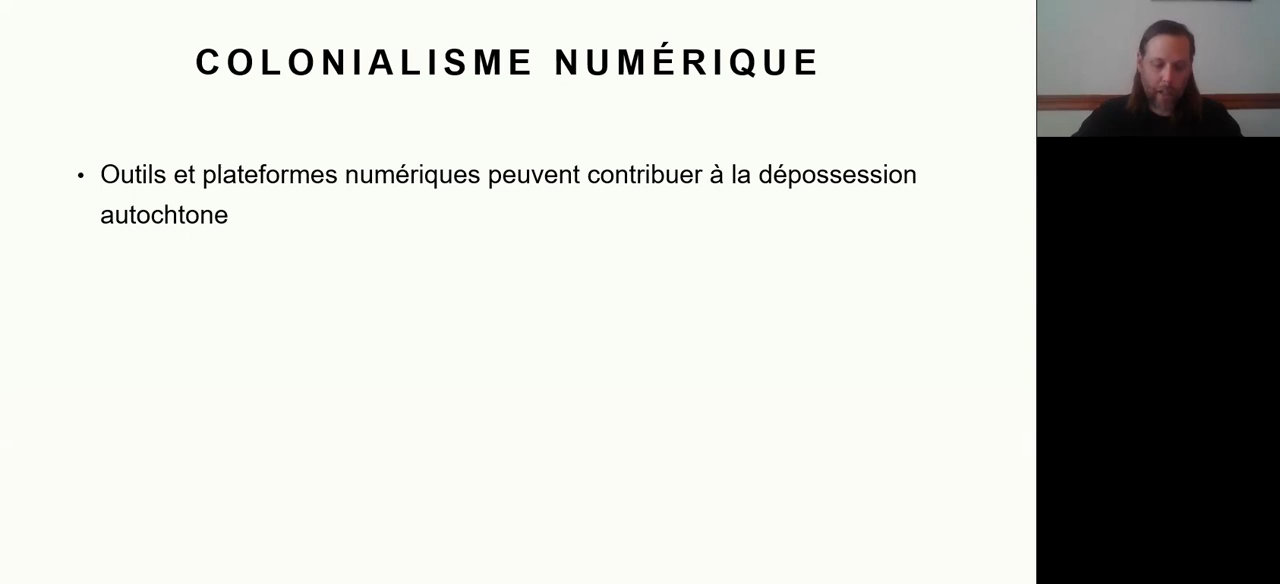 COLONIALISME NUMÉRIQUE
• Outils et plateformes numériques peuvent contribuer à la dépossession
autochtone